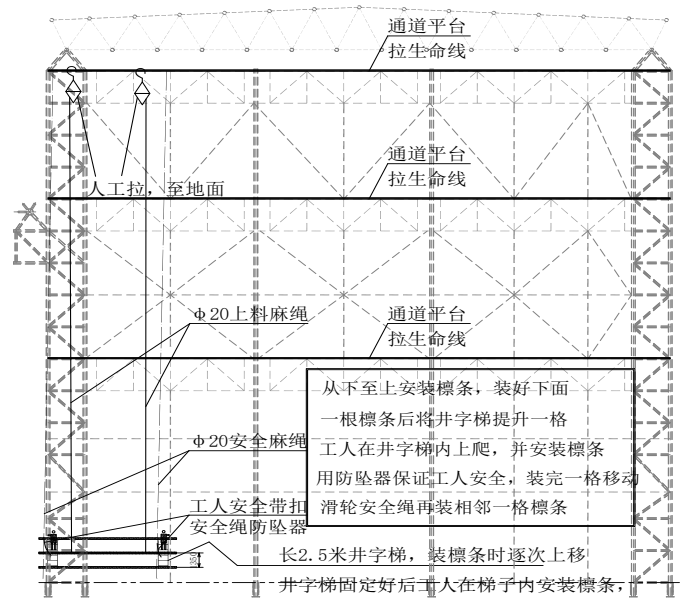 通道平台
拉生命线
通道平台
拉生命线
人工拉，至地面
φ20上料麻绳
通道平台
拉生命线
从下至上安装檩条，装好下面
一根檩条后将井字梯提升一格
工人在井字梯内上爬，并安装檩条
用防坠器保证工人安全，装完一格移动
滑轮安全绳再装相邻一格檩条
φ20安全麻绳
工人安全带扣
安全绳防坠器
长2.5米井字梯，装檩条时逐次上移
井字梯固定好后工人在梯子内安装檩条，